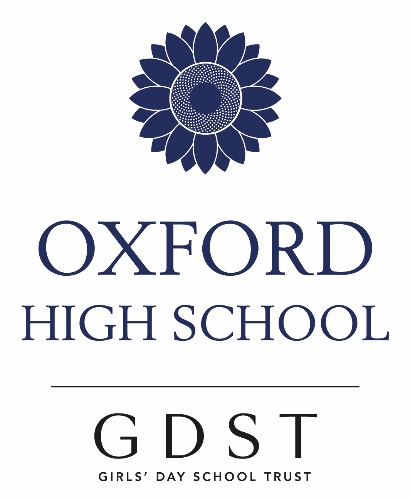 OXFORD
HIGH SCHOOL
GDST
GIRLS' DAY SCHOOL TRUST